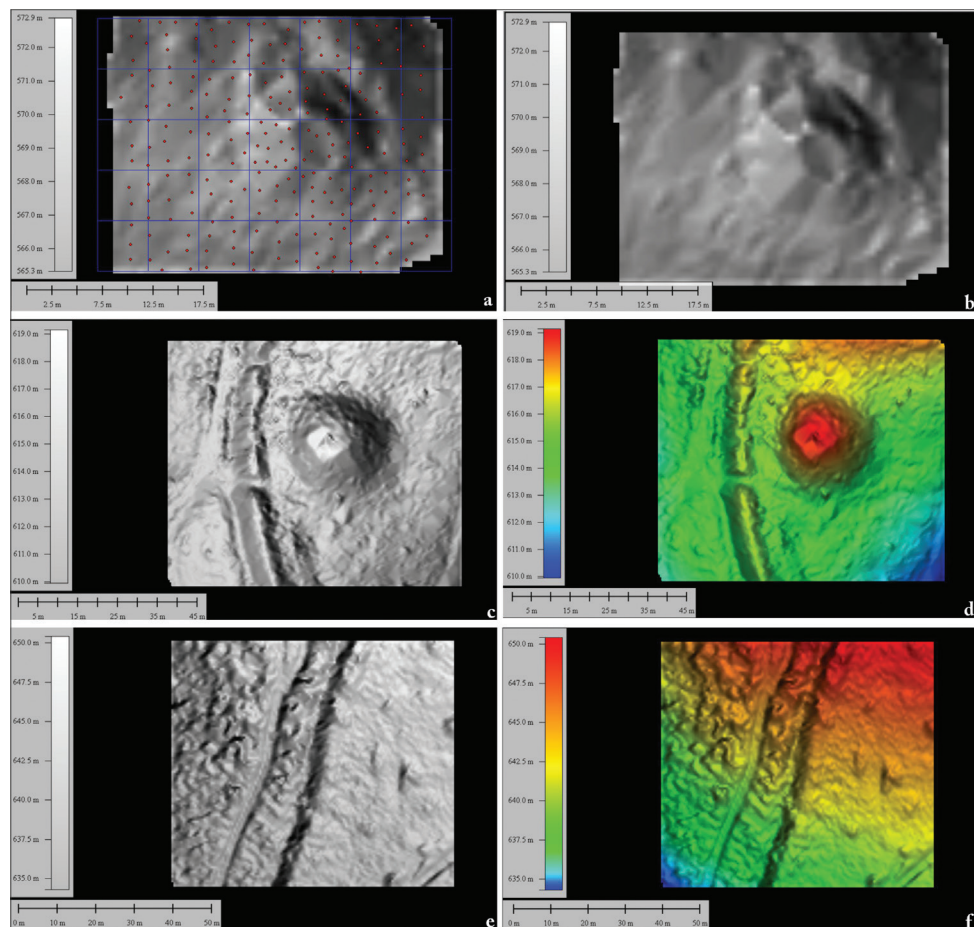 572.9 m
572.0 m
571.0 m
570.0 m
569.0 m
568.0 m
567.0 m
566.0 m
565.3 m
2.5 m 7.5 m 12.5 m 17.5 m
a
572.9 m
572.0 m
571.0 m
570.0 m
569.0 m
568.0 m
567.0 m
566.0 m
565.3 m
2.5 m 7.5 m 12.5 m 17.5 m
b
619.0 m
618.0 m
617.0 m
616.0 m
615.0 m
614.0 m
613.0 m
612.0 m
611.0 m
610.0 m
5 m 15 m 25 m 35 m 45 m
c
619.0 m
618.0 m
617.0 m
616.0 m
615.0 m
614.0 m
613.0 m
612.0 m
611.0 m
610.0 m
5 m 15 m 25 m 35 m 45 m
d
650.0 m
647.5 m
645.0 m
642.5 m
640.0 m
637.5 m
635.0 m
0 m 10 m 20 m 30 m 40 m 50 m
e
650.0 m
647.5 m
645.0 m
642.5 m
640.0 m
637.5 m
635.0 m
0 m 10 m 20 m 30 m 40 m 50 m
f